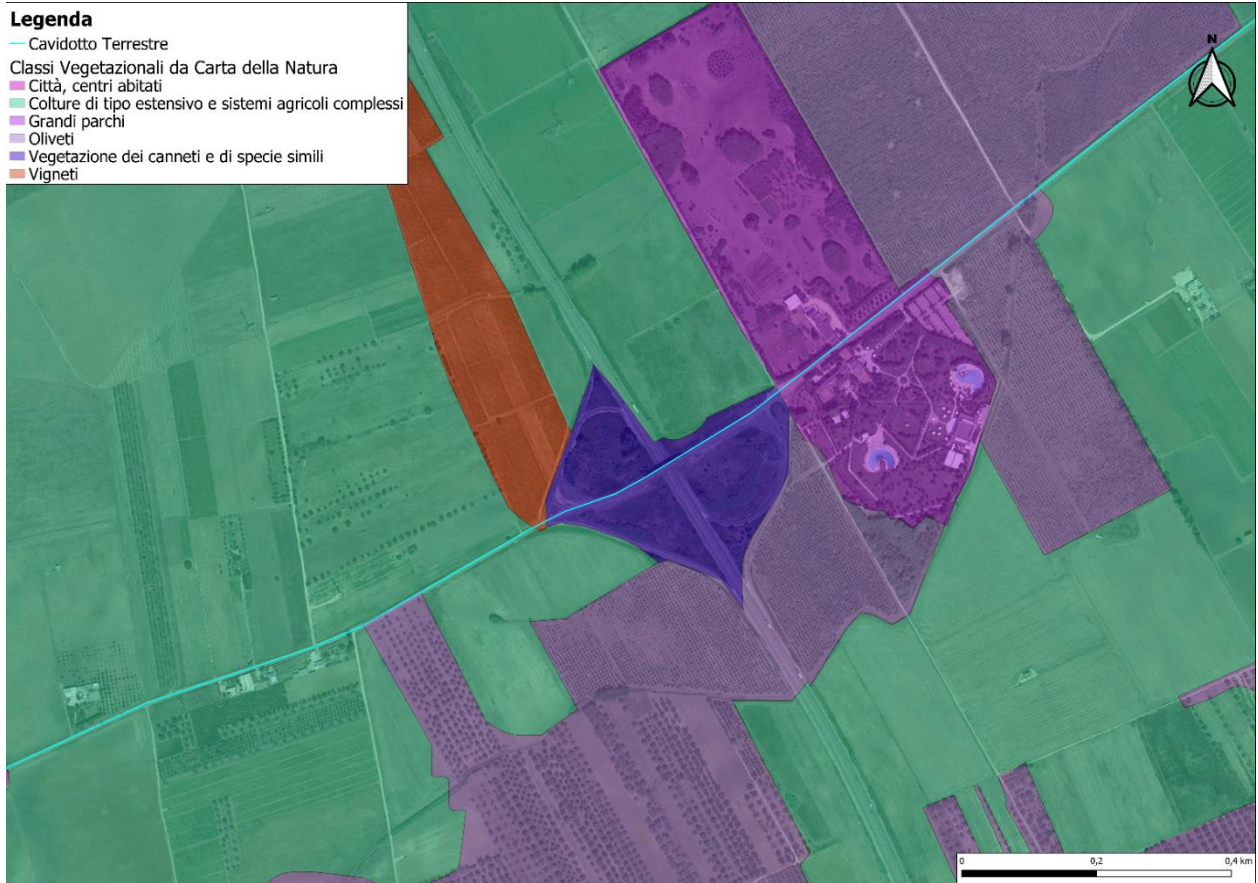 Legenda
Cavidotto Terrestre
Classi Vegetazionali da Carta della Natura
Città, centri abitati
Colture di tipo estensivo e sistemi agricoli complessi
Grandi parchi
Oliveti
Vegetazione dei canneti e di specie simili
Vigneti
N
0 0,2 0,4 km